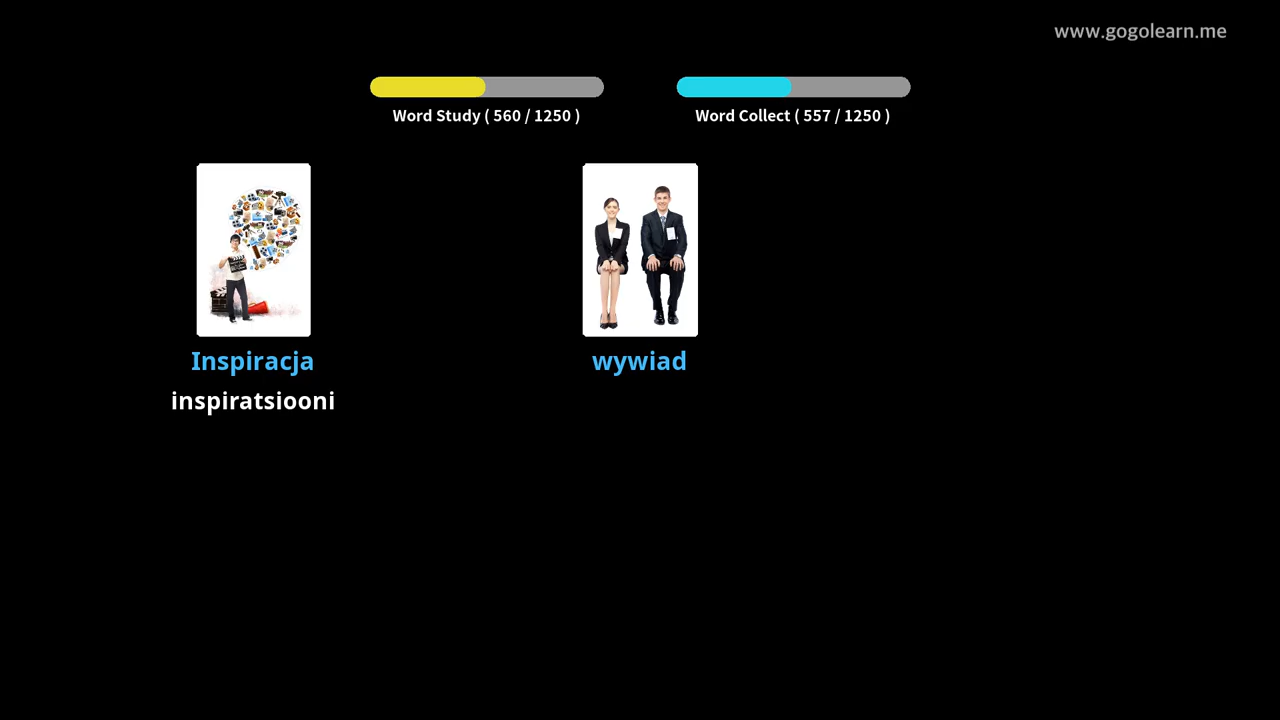 www.gogolearn.me
Word Study ( 560 / 1250 )
Word Collect ( 557 / 1250 )
Inspiracja
wywiad
inspiratsiooni